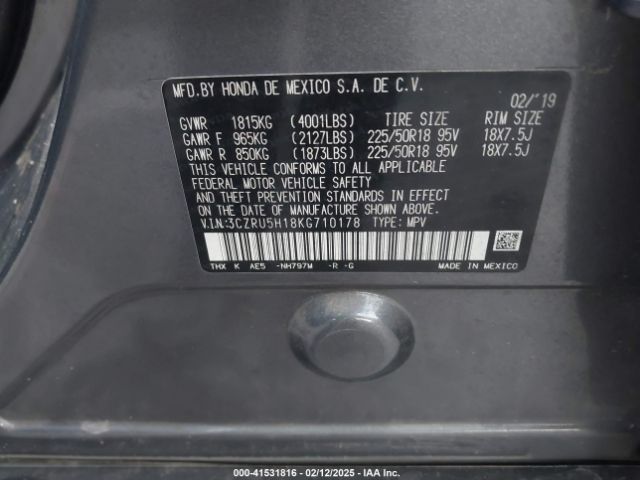 MFD.BY HONDA DE MEXICO S.A. DE C.V.
02/'19
GVWR 1815KG (4001LBS) TIRE SIZE RIM SIZE
GAWR F 965KG (2127LBS) 225/50R18 95V 18X7.5J
GAWR R 850KG (1873LBS) 225/50R18 95V 18X7.5J
THIS VEHICLE CONFORMS TO ALL APPLICABLE
FEDERAL MOTOR VEHICLE SAFETY
AND THEFT PREVENTION STANDARDS IN EFFECT
ON THE DATE OF MANUFACTURE SHOWN ABOVE.
V.I.N:3CZRU5H18KG710178 TYPE: MPV
THX K AE5 -NH797M -R -G MADE IN MEXICO
000-41531816 - 02/12/2025 - IAA Inc.